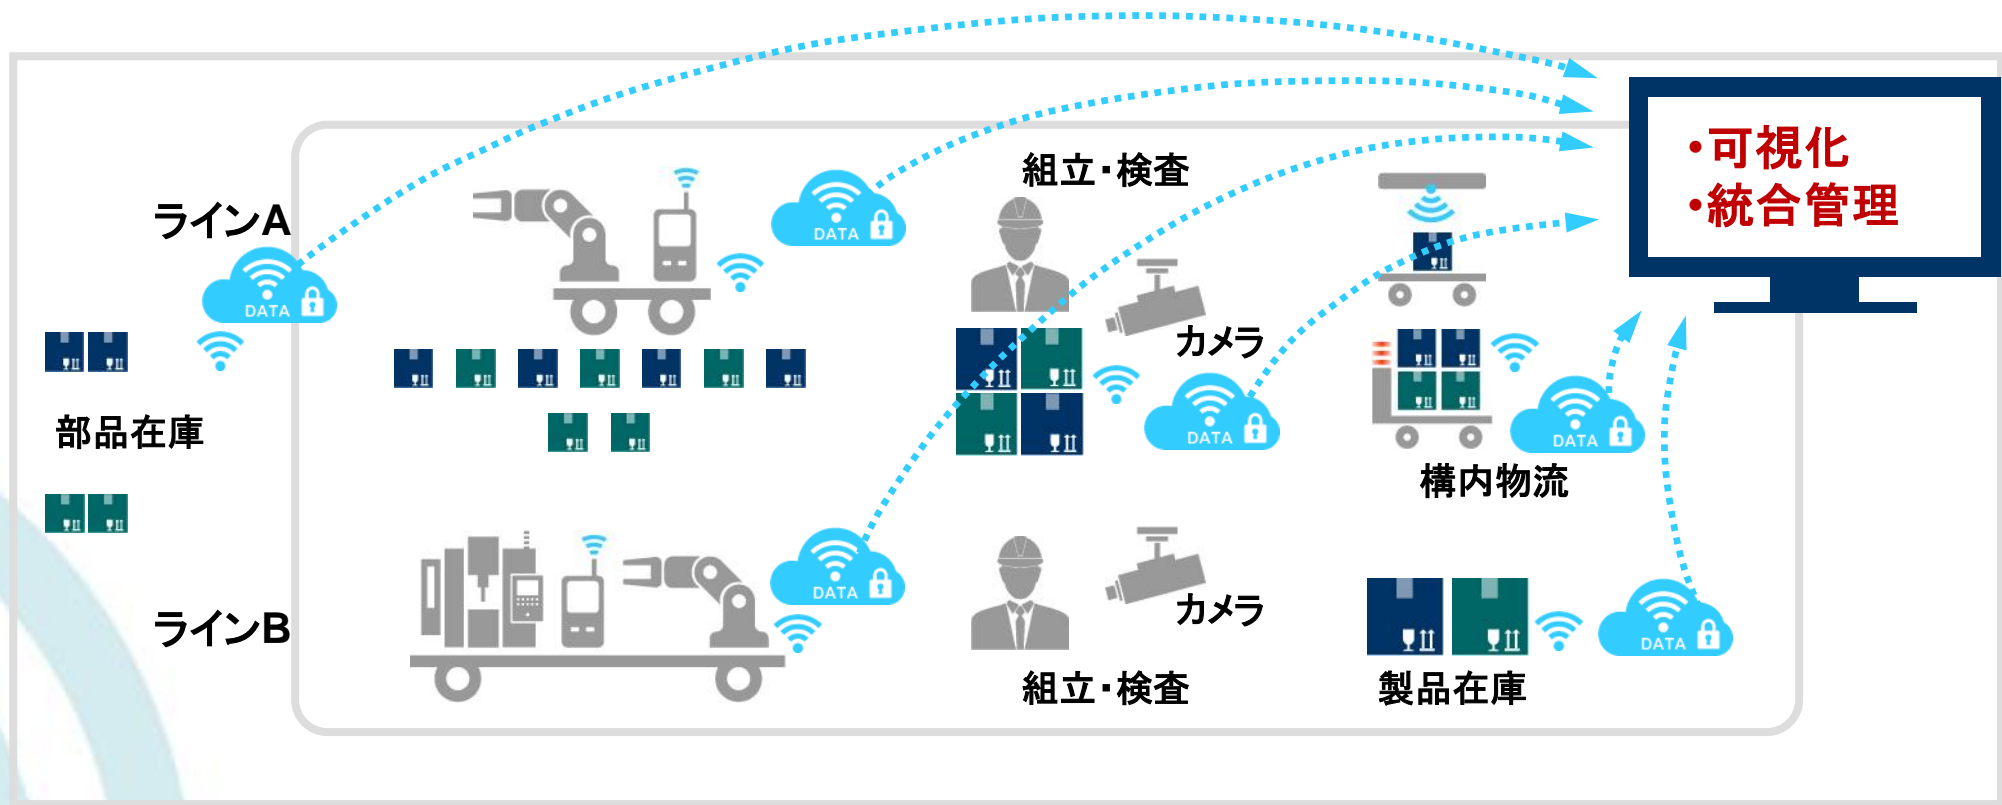 組立・検査
・可視化
・統合管理
ラインA
DATA
DATA
カメラ
部品在庫
DATA
DATA
構内物流
ラインB
DATA
カメラ
DATA
組立・検査
製品在庫